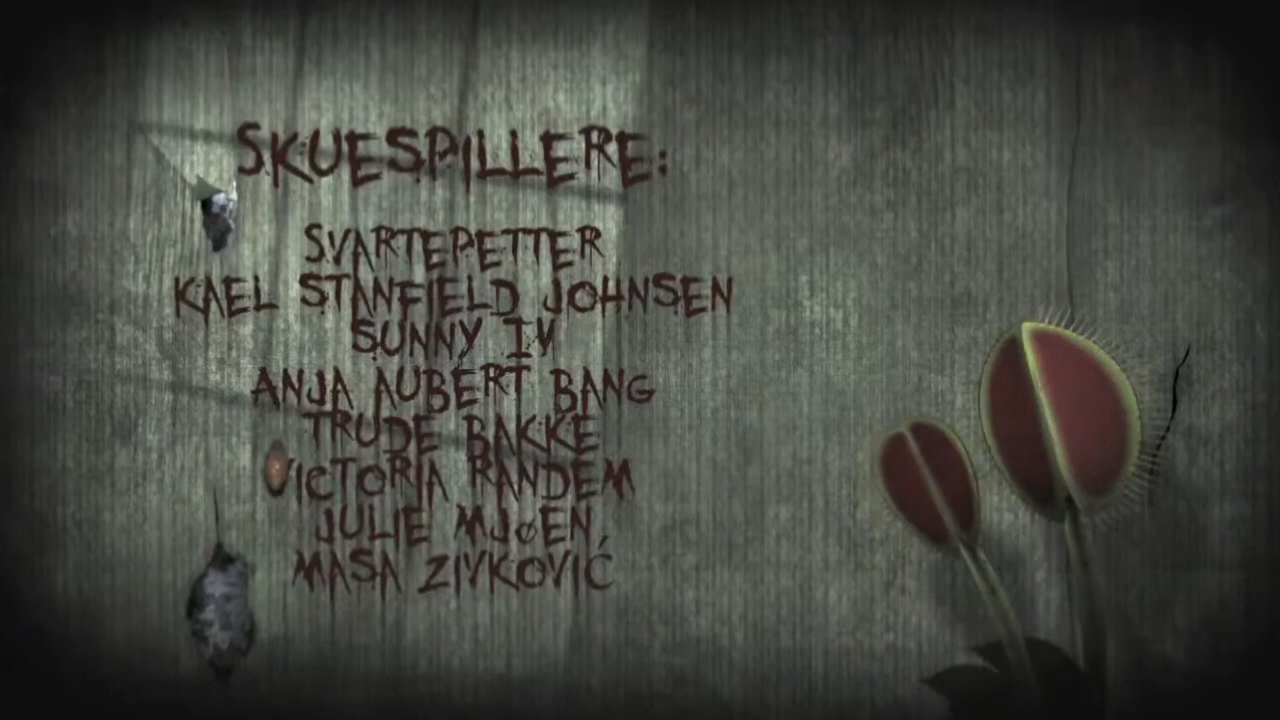 SKUESPILLERE:
SVARTEPETTER
KAEL STANFIELD JOHNSEN
SUNNY IV
ANJA AUBERT BANG
TRUDE BAKKE
VICTORIA RANDEM
JULIE MJØEN
MASA ZIVKOVIĆ